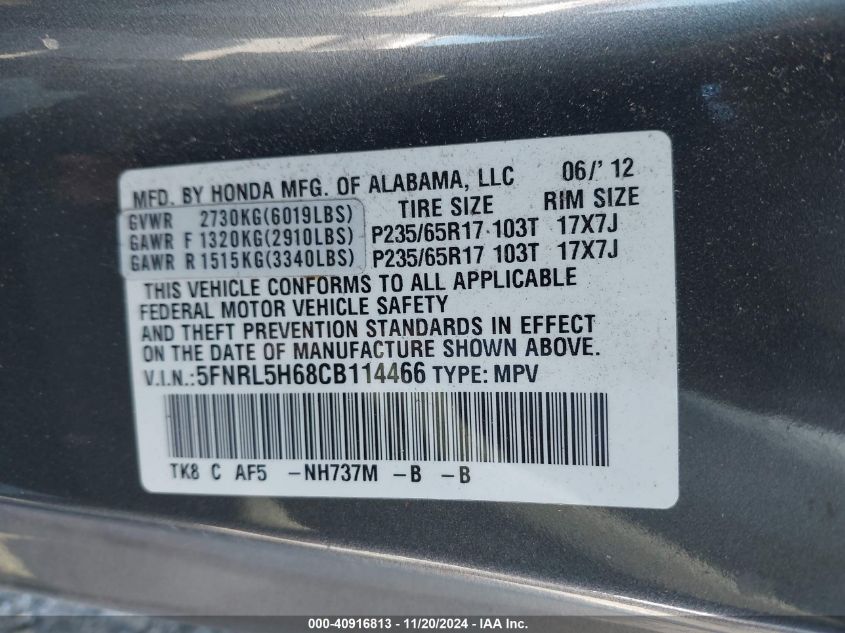 MFD. BY HONDA MFG. OF ALABAMA, LLC 06/' 12
GVWR 2730KG(6019LBS) TIRE SIZE RIM SIZE
GAWR F 1320KG(2910LBS) P235/65R17 103T 17X7J
GAWR R 1515KG(3340LBS) P235/65R17 103T 17X7J
THIS VEHICLE CONFORMS TO ALL APPLICABLE
FEDERAL MOTOR VEHICLE SAFETY
AND THEFT PREVENTION STANDARDS IN EFFECT
ON THE DATE OF MANUFACTURE SHOWN ABOVE.
V.I.N.:5FNRL5H68CB114466 TYPE: MPV
TK8 C AF5 -NH737M -B -B
000-40916813 - 11/20/2024 - IAA Inc.